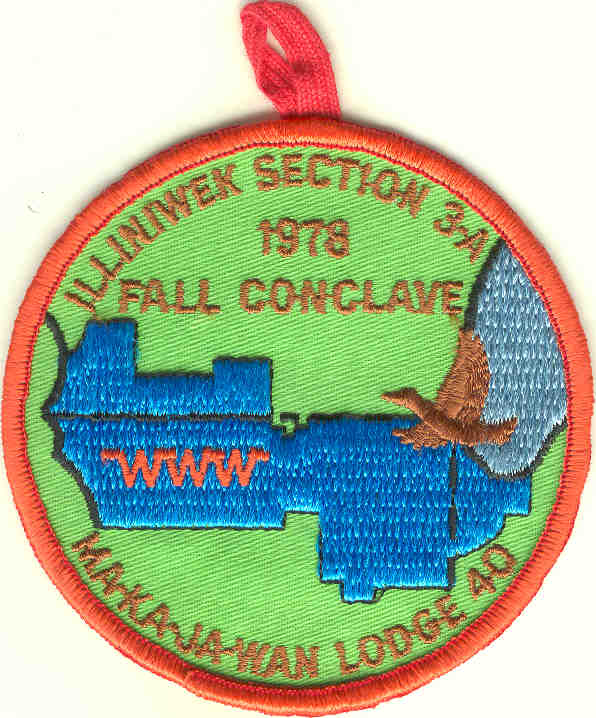 ILLINIWEK SECTION 3-A
1978
FALL CONCLAVE
WWW
MA-KA-JA-WAN LODGE 40